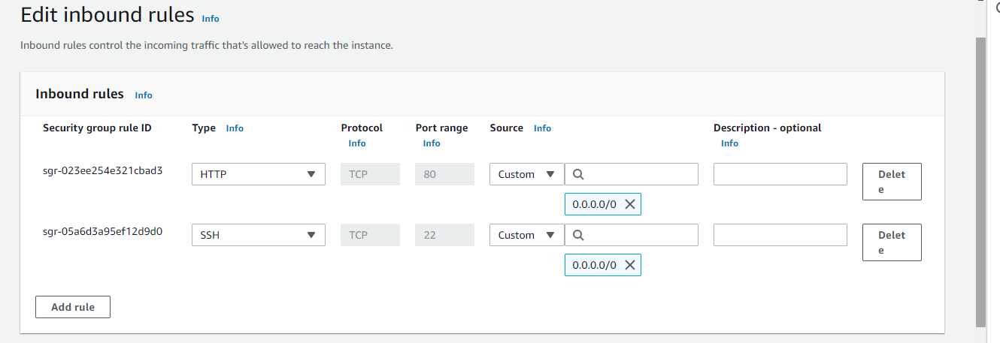 Edit inbound rules Info
Inbound rules control the incoming traffic that's allowed to reach the instance.
Inbound rules Info
Security group rule ID Type Info Protocol Info Port range Info Source Info Description - optional Info
sgr-023ee254e321cbad3 HTTP TCP 80 Custom 0.0.0.0/0 Delet
e
sgr-05a6d3a95ef12d9d0 SSH TCP 22 Custom 0.0.0.0/0 Delet
e
Add rule